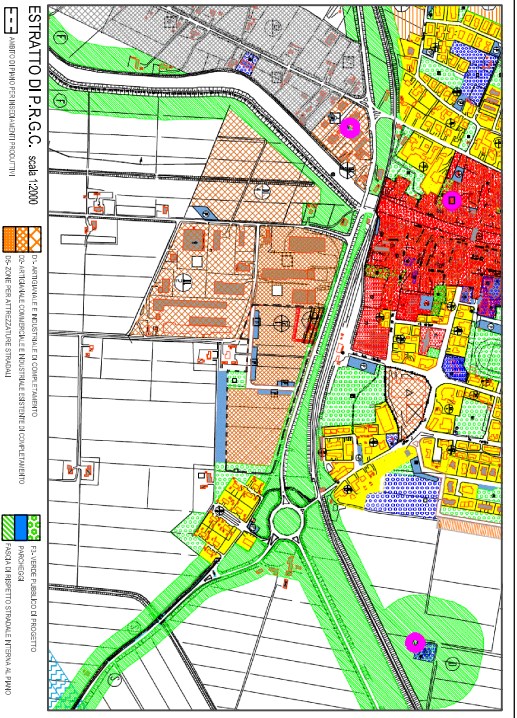 ESTRATTO DI P.R.G.C. scala 1:2000
AMBITO DI PIANO PER INSEDIAMENTI PRODUTTIVI
D1- ARTIGIANALE E INDUSTRIALE DI COMPLETAMENTO
D2- ARTIGIANALE COMMERCIALE E INDUSTRIALE ESISTENTE DI COMPLETAMENTO
D5- ZONE PER ATTREZZATURE STRADALI
F3-VERDE PUBBLICO DI PROGETTO
PARCHEGGI
FASCIA DI RISPETTO STRADALE INTERNA AL PIANO